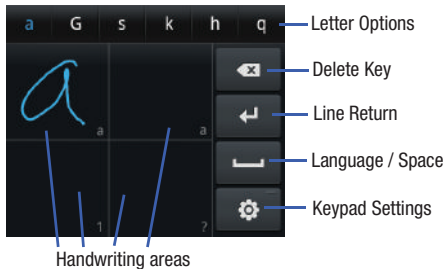 a G s k h q
Letter Options
Delete Key
a
a
a
Line Return
Language / Space
1
?
Keypad Settings
Handwriting areas